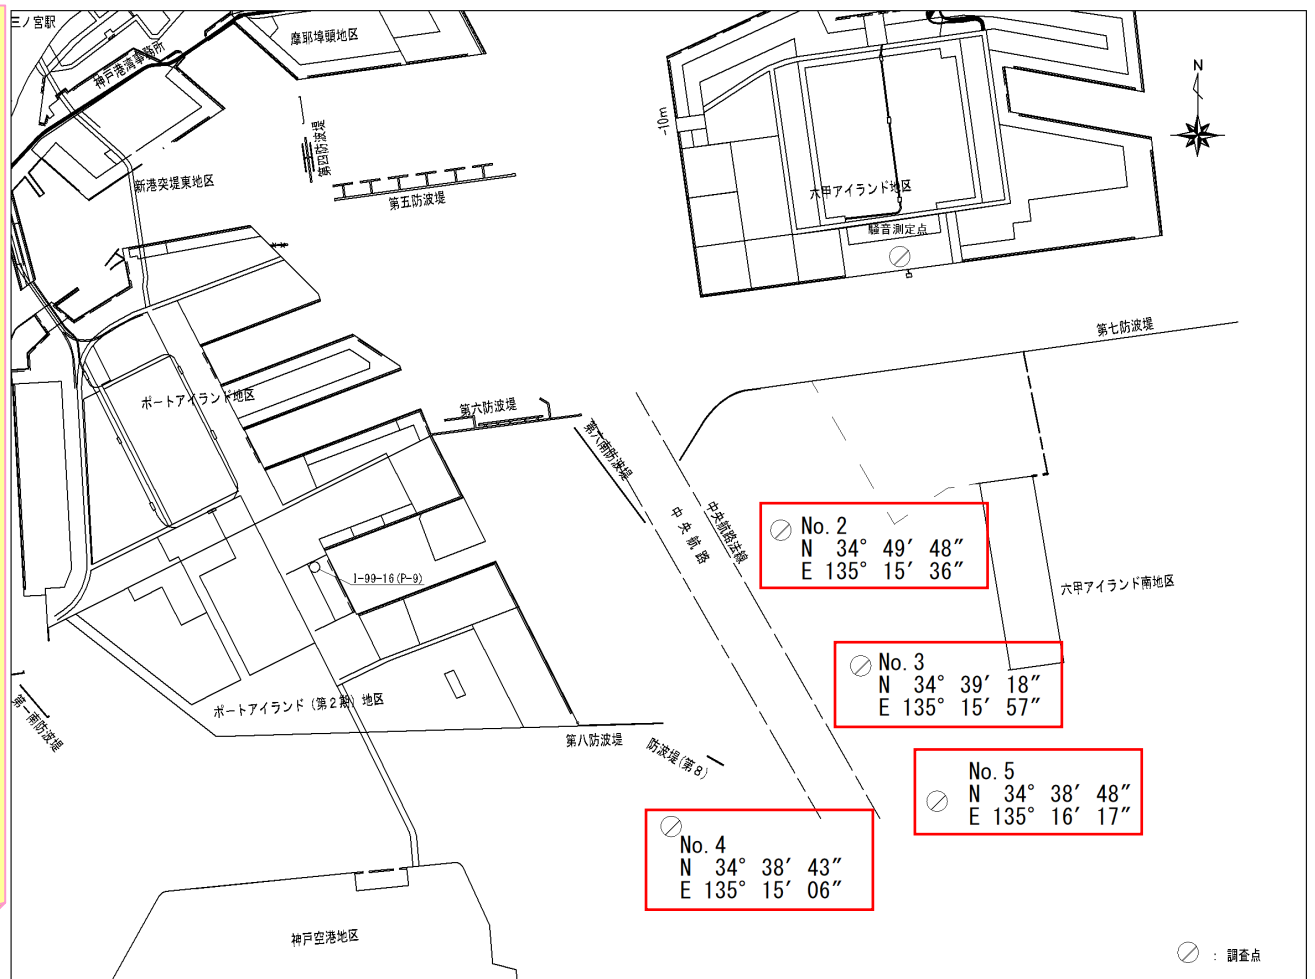 三ノ宮駅
摩耶埠頭地区
神戸港湾事務所
N
-10m
第四防波堤
新港突堤東地区
第五防波堤
六甲アイランド地区
騒音測定点
第七防波堤
ポートアイランド地区
第六防波堤
第六南防波堤
中央航路
中央航路法線
No. 2
N 34° 49′ 48″
E 135° 15′ 36″
I-99-16(P-9)
六甲アイランド南地区
No. 3
N 34° 39′ 18″
E 135° 15′ 57″
ポートアイランド(第2期)地区
第一南防波堤
第八防波堤
防波堤(第8)
No. 5
N 34° 38′ 48″
E 135° 16′ 17″
No. 4
N 34° 38′ 43″
E 135° 15′ 06″
神戸空港地区
: 調査点